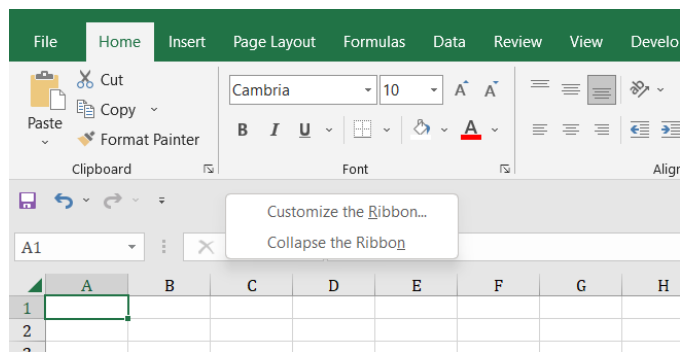 File Home Insert Page Layout Formulas Data Review View Develo
Cut
Cambria 10 A A
Copy
Paste
B I U A
Format Painter
Clipboard Font Align
Customize the Ribbon...
Collapse the Ribbon
A1
A B C D E F G H
1
2
3